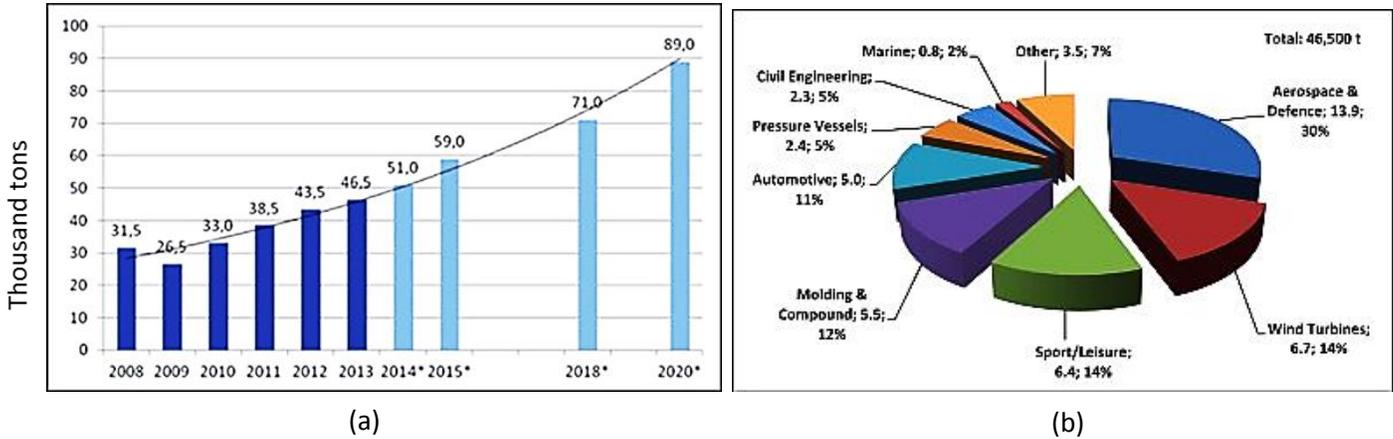 Thousand tons
100
90
80
70
60
50
40
30
20
10
0
31,5
26,5
33,0
38,5
43,5
46,5
51,0
59,0
71,0
89,0
2008 2009 2010 2011 2012 2013 2014* 2015* 2018* 2020*
(a)
Total: 46,500 t
Marine; 0.8; 2%
Other; 3.5; 7%
Civil Engineering;
2.3; 5%
Pressure Vessels;
2.4; 5%
Automotive; 5.0;
11%
Molding &
Compound; 5.5;
12%
Sport/Leisure;
6.4; 14%
Wind Turbines;
6.7; 14%
Aerospace &
Defence; 13.9;
30%
(b)